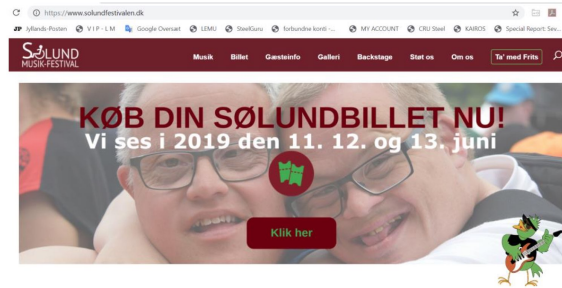 https://www.solundfestivalen.dk
JP Jyllands-Posten V I P - L M Google Oversæt LEMU SteelGuru forbundne konti -... MY ACCOUNT CRU Steel KAIROS Special Report: Sev...
SØLUND
MUSIK-FESTIVAL
Musik Billet Gæsteinfo Galleri Backstage Støt os Om os Ta' med Frits
KØB DIN SØLUNDBILLET NU!
Vi ses i 2019 den 11. 12. og 13. juni
Klik her